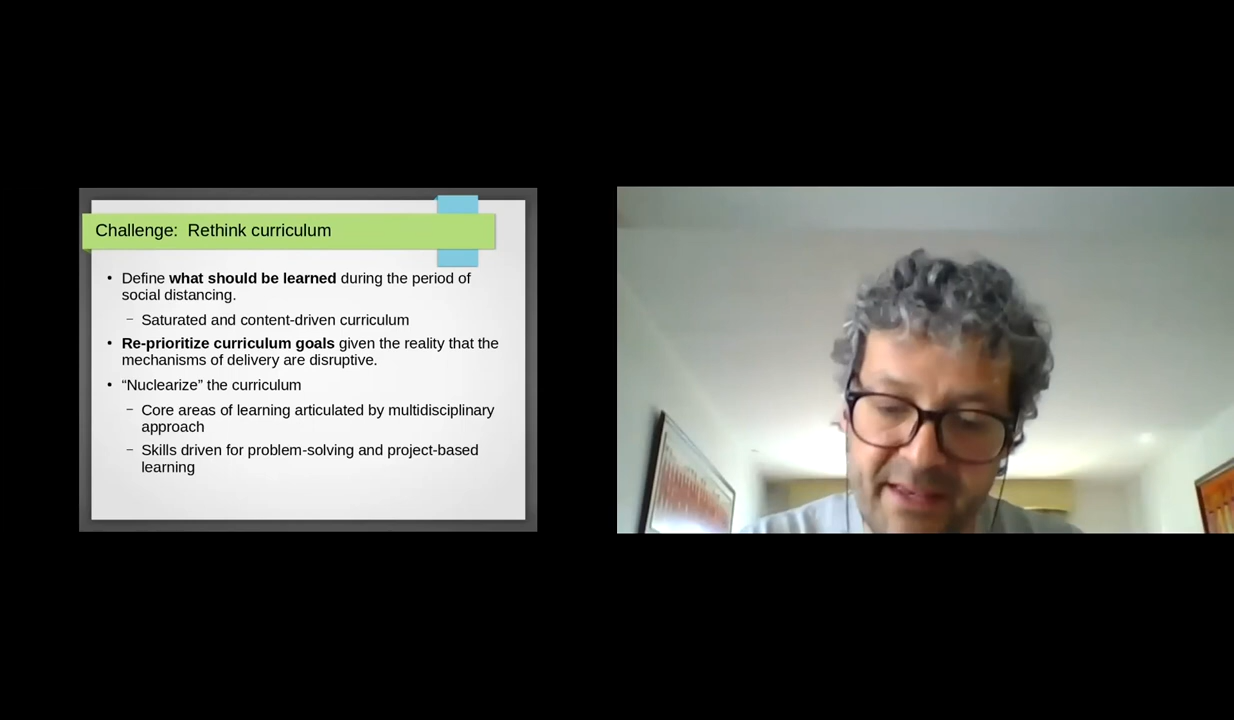 Challenge:  Rethink curriculum
• Define what should be learned during the period of
social distancing.
– Saturated and content-driven curriculum
• Re-prioritize curriculum goals given the reality that the
mechanisms of delivery are disruptive.
• “Nuclearize” the curriculum
– Core areas of learning articulated by multidisciplinary
approach
– Skills driven for problem-solving and project-based
learning